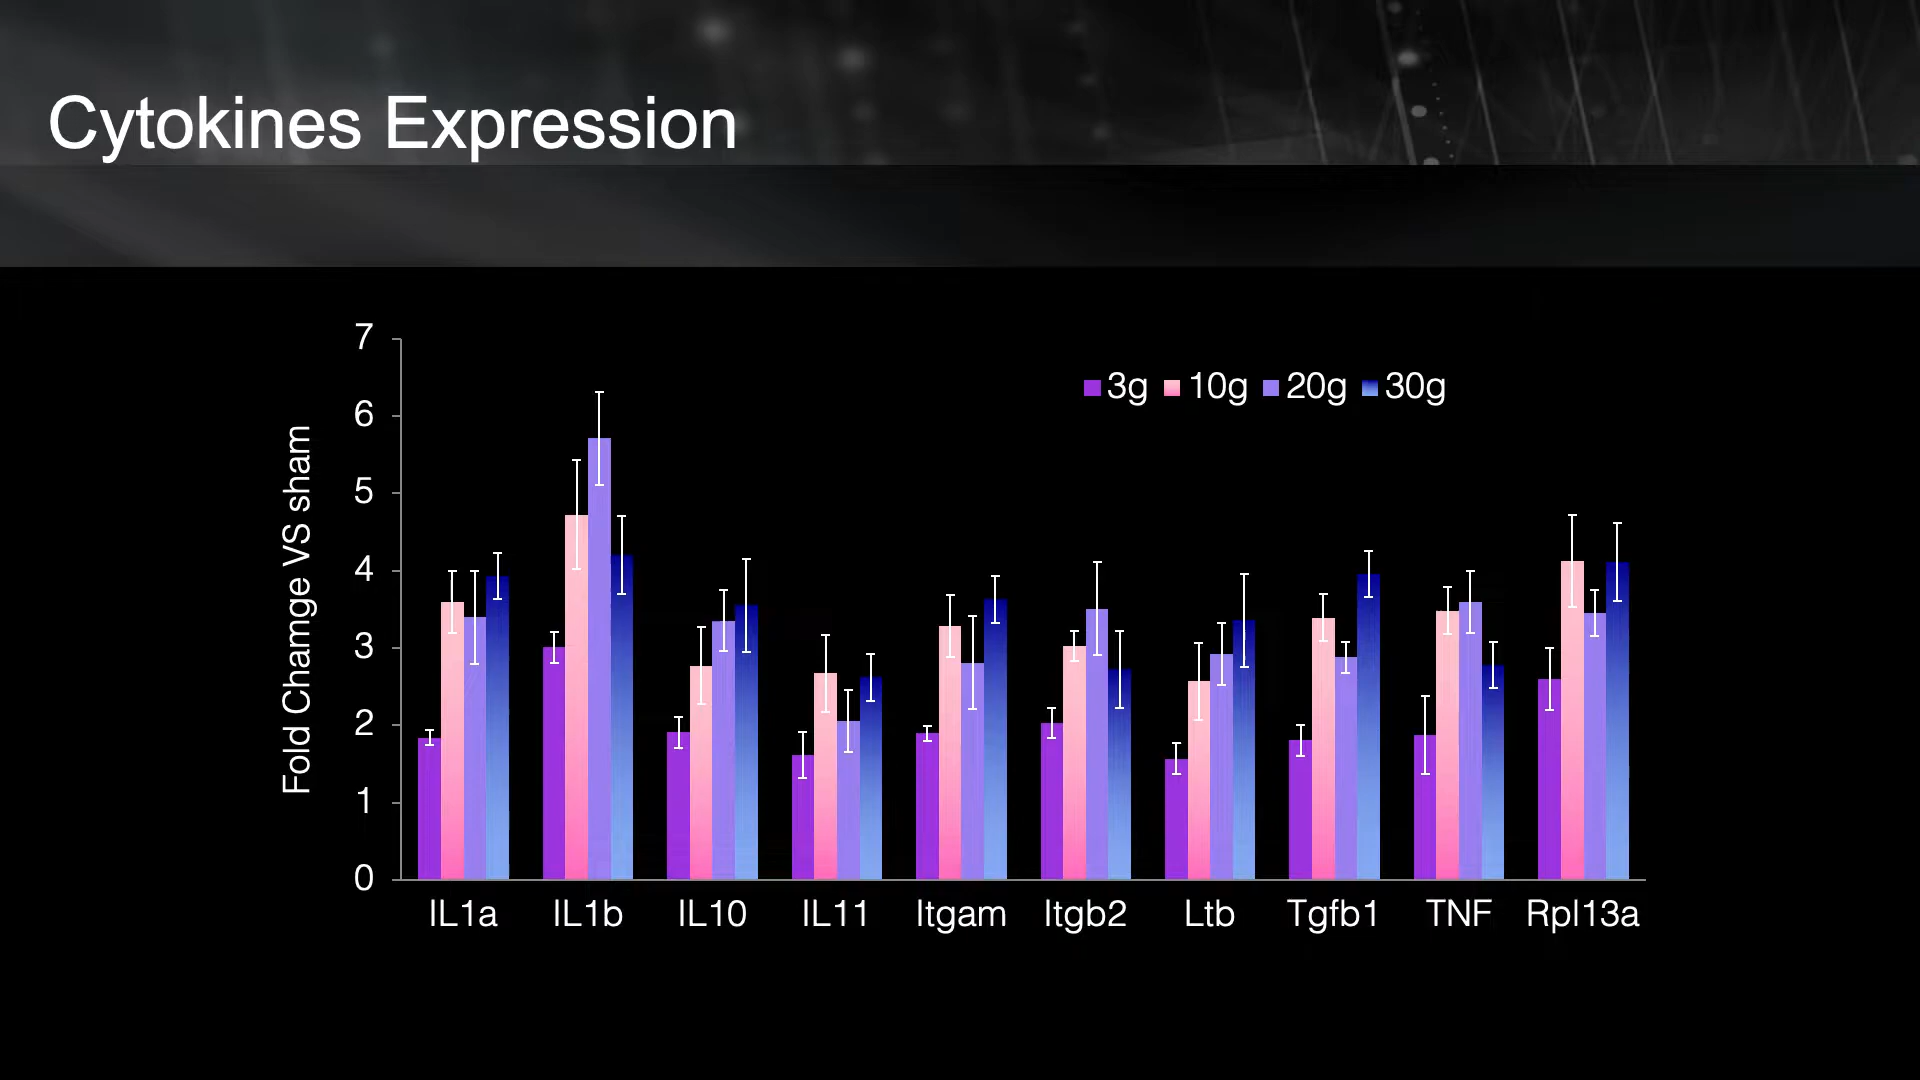 Cytokines Expression
7
6
5
4
3
2
1
0
Fold Chamge VS sham
3g 10g 20g 30g
IL1a IL1b IL10 IL11 Itgam Itgb2 Ltb Tgfb1 TNF Rpl13a